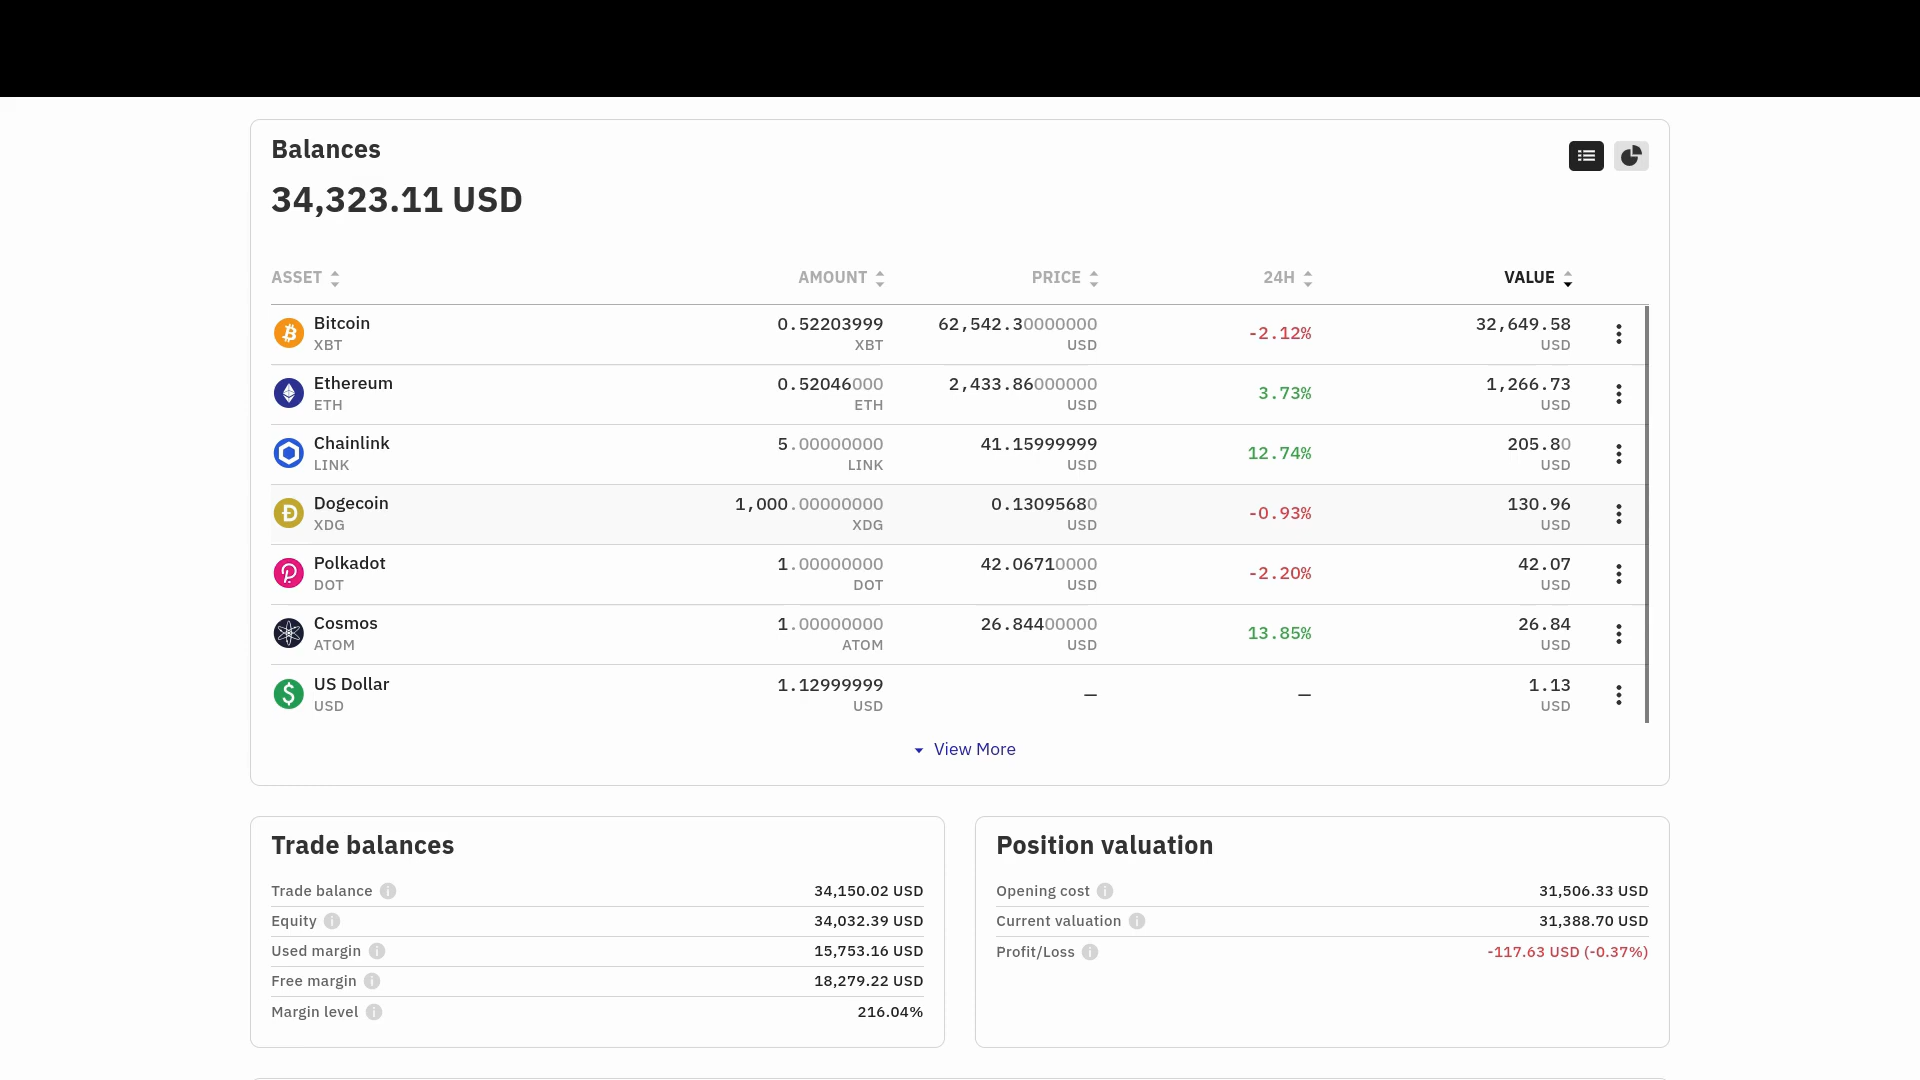 Balances
34,323.11 USD
ASSET AMOUNT PRICE 24H VALUE
Bitcoin 0.52203999 62,542.30000000 -2.12% 32,649.58
XBT XBT USD USD
Ethereum 0.52046000 2,433.86000000 3.73% 1,266.73
ETH ETH USD USD
Chainlink 5.00000000 41.15999999 12.74% 205.80
LINK LINK USD USD
Dogecoin 1,000.00000000 0.13095680 -0.93% 130.96
XDG XDG USD USD
Polkadot 1.00000000 42.06710000 -2.20% 42.07
DOT DOT USD USD
Cosmos 1.00000000 26.84400000 13.85% 26.84
ATOM ATOM USD USD
US Dollar 1.12999999 – – 1.13
USD USD USD
View More
Trade balances
Trade balance 34,150.02 USD
Equity 34,032.39 USD
Used margin 15,753.16 USD
Free margin 18,279.22 USD
Margin level 216.04%
Position valuation
Opening cost 31,506.33 USD
Current valuation 31,388.70 USD
Profit/Loss -117.63 USD (-0.37%)